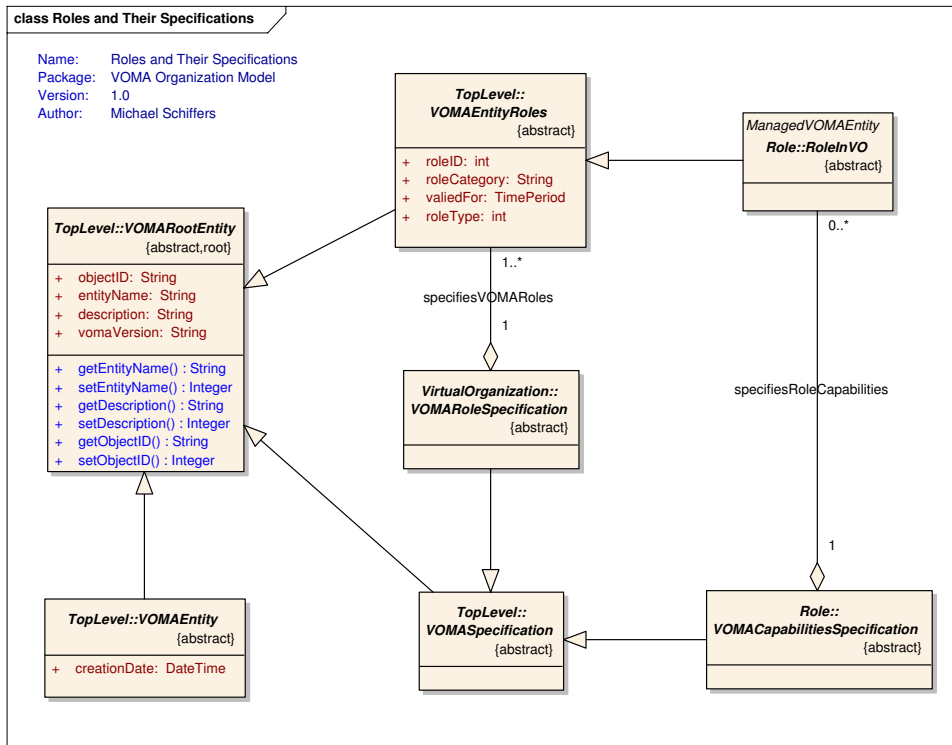 class Roles and Their Specifications
Name: Roles and Their Specifications
Package: VOMA Organization Model
Version: 1.0
Author: Michael Schiffers
TopLevel::
VOMAEntityRoles
{abstract}
+ roleID: int
+ roleCategory: String
+ valiedFor: TimePeriod
+ roleType: int
ManagedVOMAEntity
Role::RoleInVO
{abstract}
TopLevel::VOMARootEntity
{abstract,root}
+ objectID: String
+ entityName: String
+ description: String
+ vomaVersion: String
+ getEntityName() : String
+ setEntityName() : Integer
+ getDescription() : String
+ setDescription() : Integer
+ getObjectID() : String
+ setObjectID() : Integer
1..*
specifiesVOMARoles
1
0..*
specifiesRoleCapabilities
1
VirtualOrganization::
VOMARoleSpecification
{abstract}
TopLevel::VOMAEntity
{abstract}
+ creationDate: DateTime
TopLevel::
VOMASpecification
{abstract}
Role::
VOMACapabilitiesSpecification
{abstract}